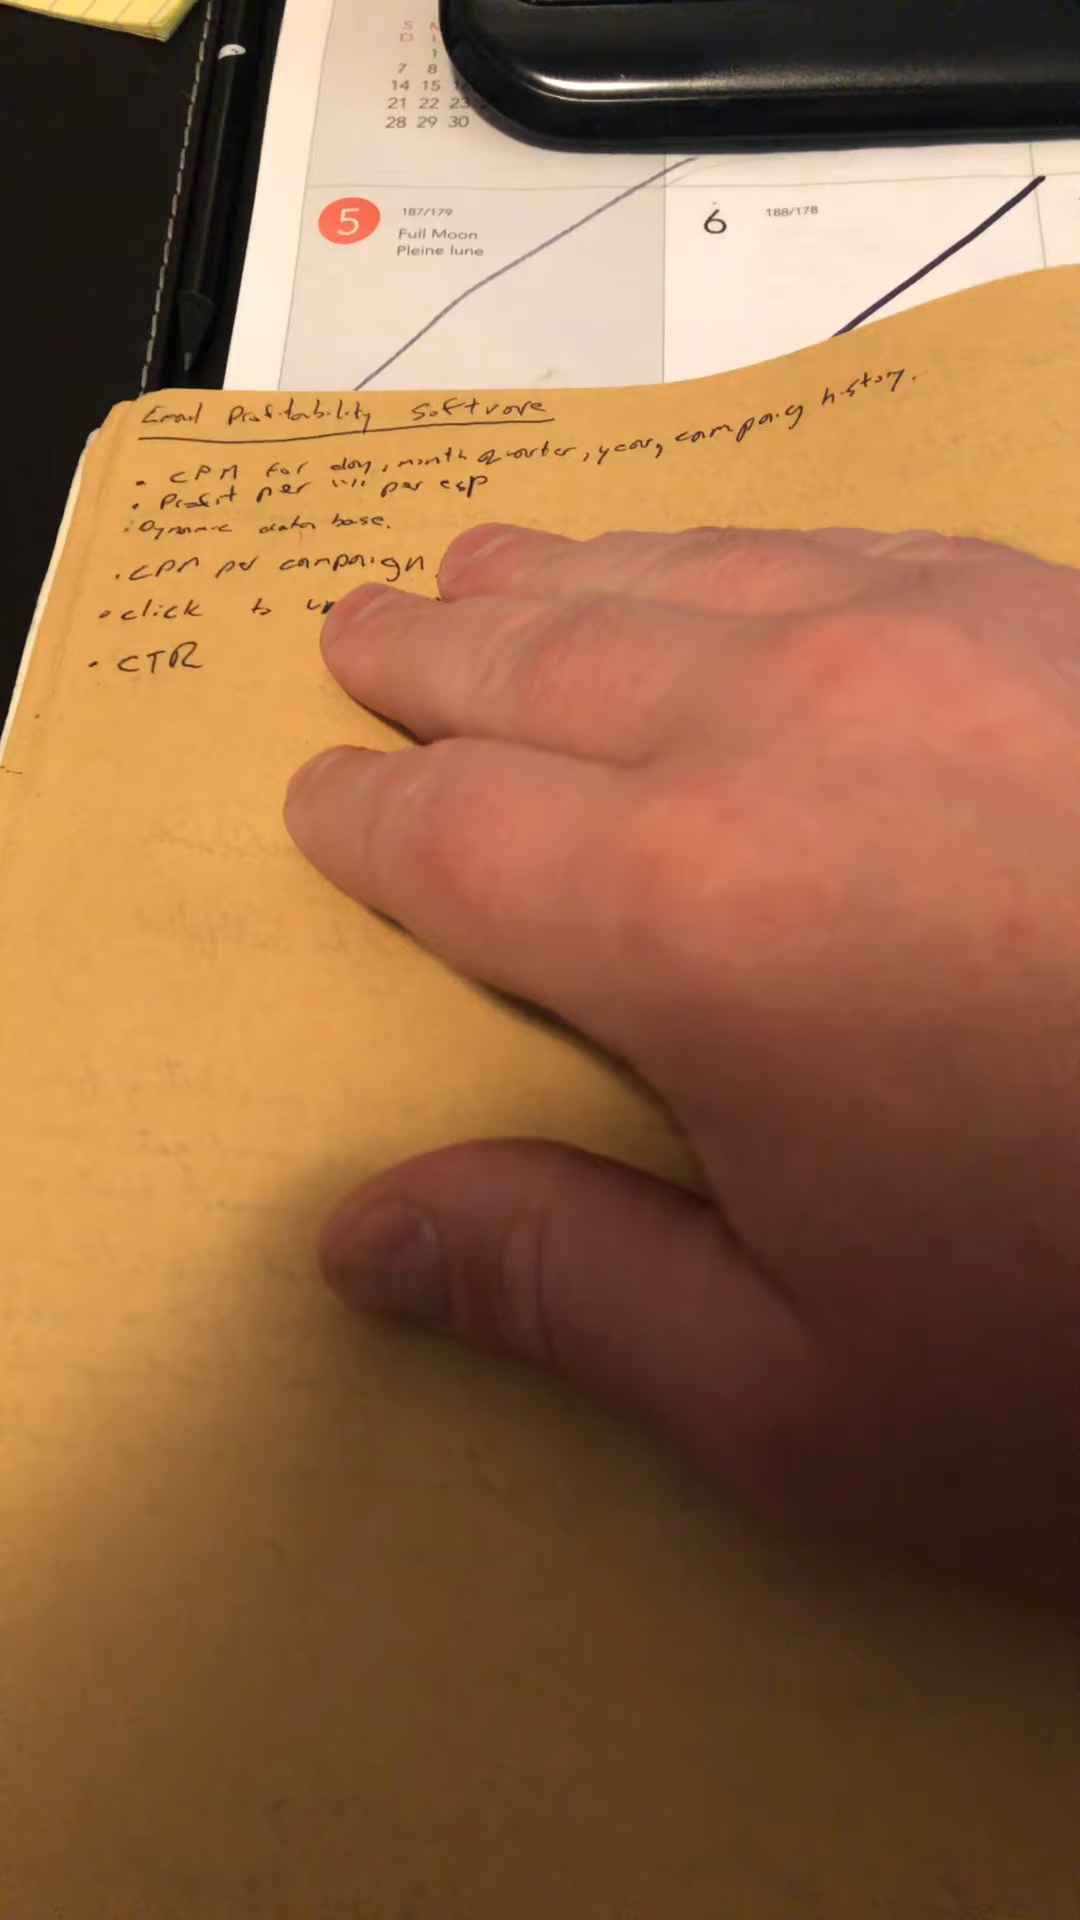 S M
D L
1
7 8
14 15
21 22 23
28 29 30
5 187/179
Full Moon
Pleine lune
6 188/178
Email Profitability Software
• CPM for day, month quarter, year, campaig history.
• Profit per per esp
• Dynamic data base.
• CPM per campaign
• click to
• CTR